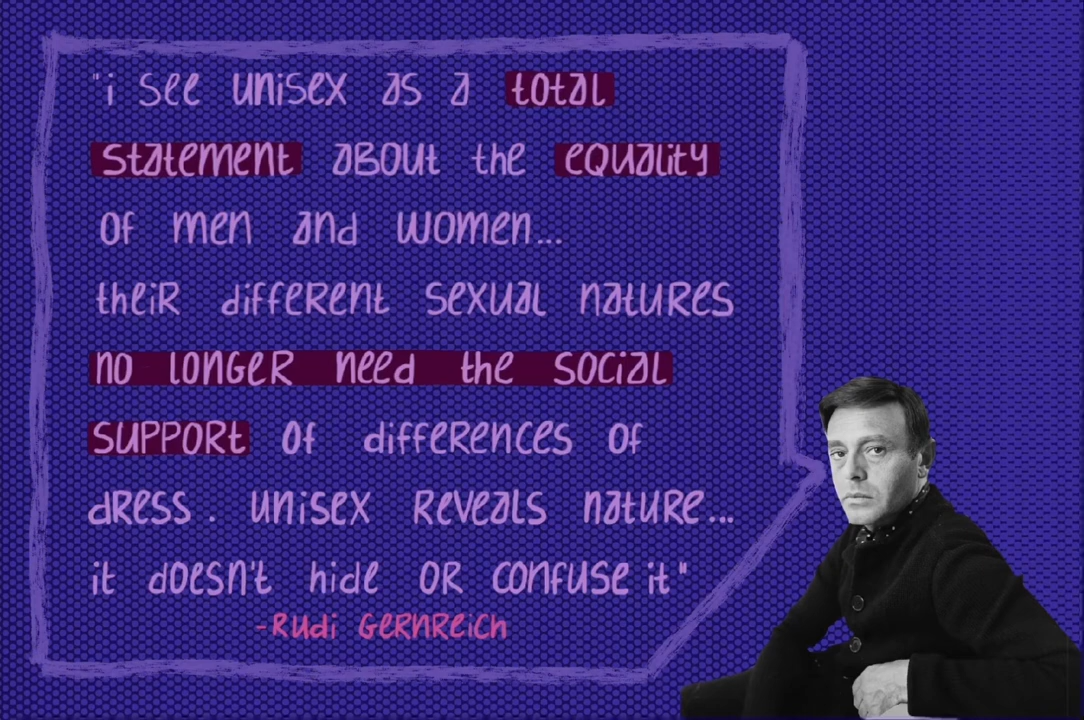 "i see unisex as a total
statement about the equality
of men and women...
their different sexual natures
no longer need the social
support of differences of
dress. unisex reveals nature...
it doesn't hide or confuse it"
-Rudi Gernreich